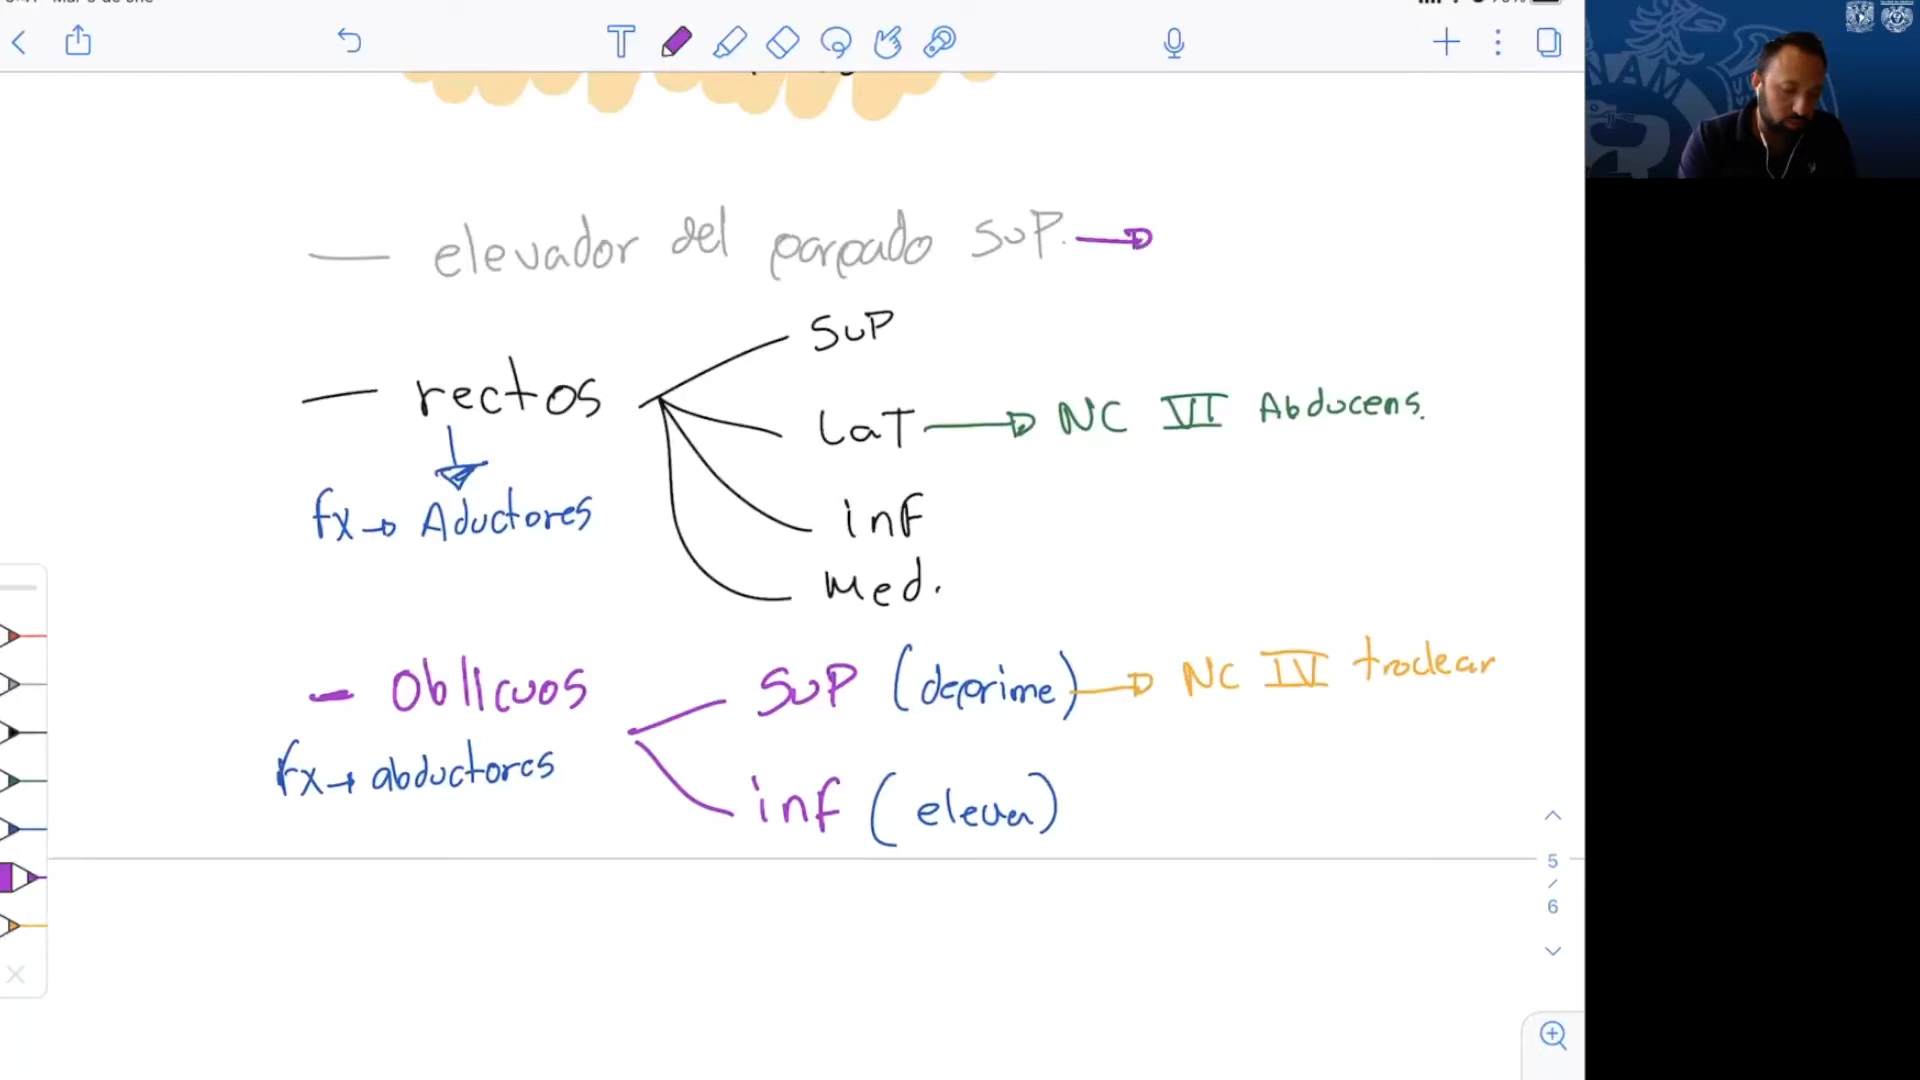 — elevador del parpado SUP. →
SUP
— rectos
LaT → NC VI Abducens.
fx → Aductores
inf
Med.
- Oblicuos
SUP (deprime) → NC IV troclear
fx → abductores
inf (eleva)
5
/
6
NAM